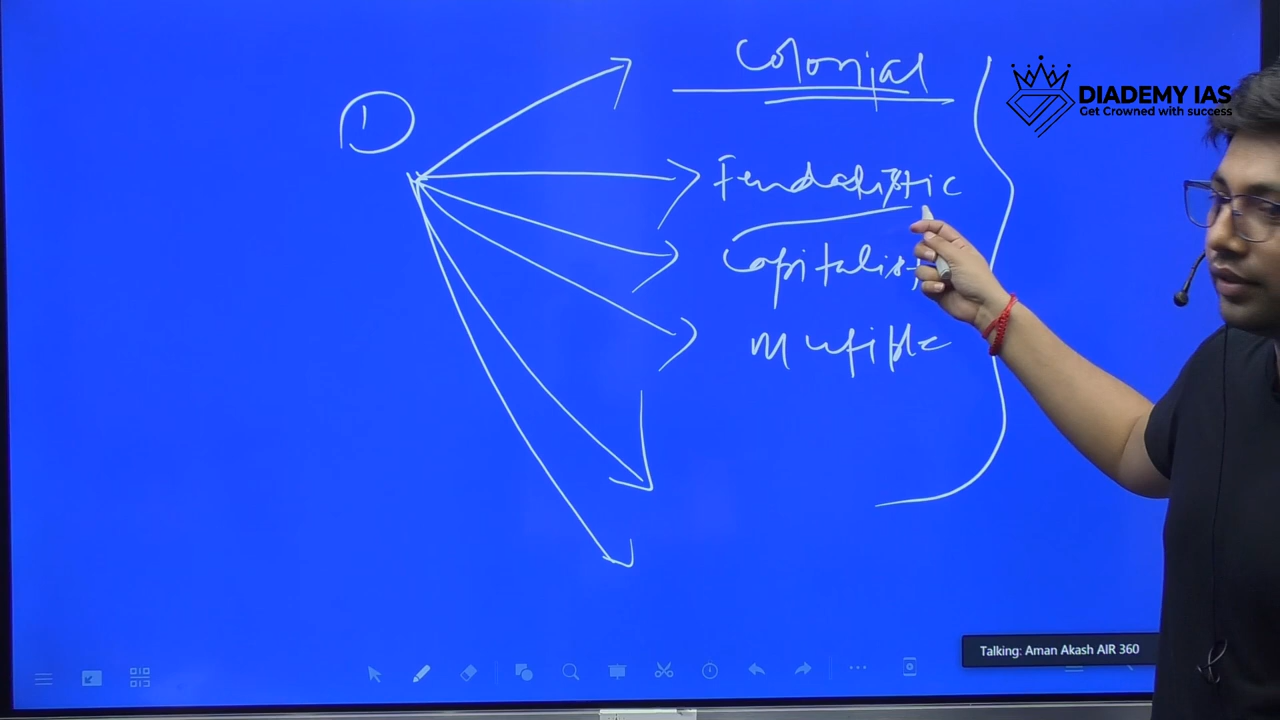 1
Colonial
DIADEMY IAS
Get Crowned with success
Feudalistic
Capitalist
Multiple
Talking: Aman Akash AIR 360